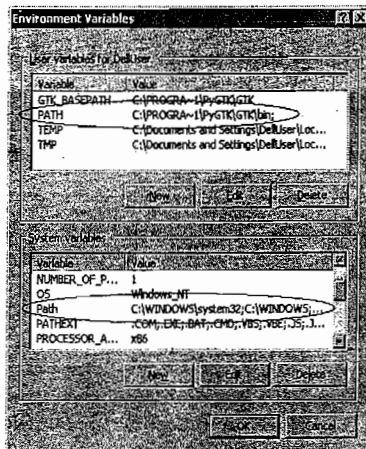 Environment Variables
User variables for DellUser
Variable Value
GTK_BASEPATH C:\PROGRA~1\PyGTK\GTK
PATH C:\PROGRA~1\PyGTK\GTK\bin;
TEMP C:\Documents and Settings\DellUser\Loc...
TMP C:\Documents and Settings\DellUser\Loc...
New Edit Delete
System variables
Variable Value
NUMBER_OF_P... 1
OS Windows_NT
Path C:\WINDOWS\system32;C:\WINDOWS;...
PATHEXT .COM;.EXE;.BAT;.CMD;.VBS;.VBE;.JS;.J...
PROCESSOR_A... x86
New Edit Delete
OK Cancel